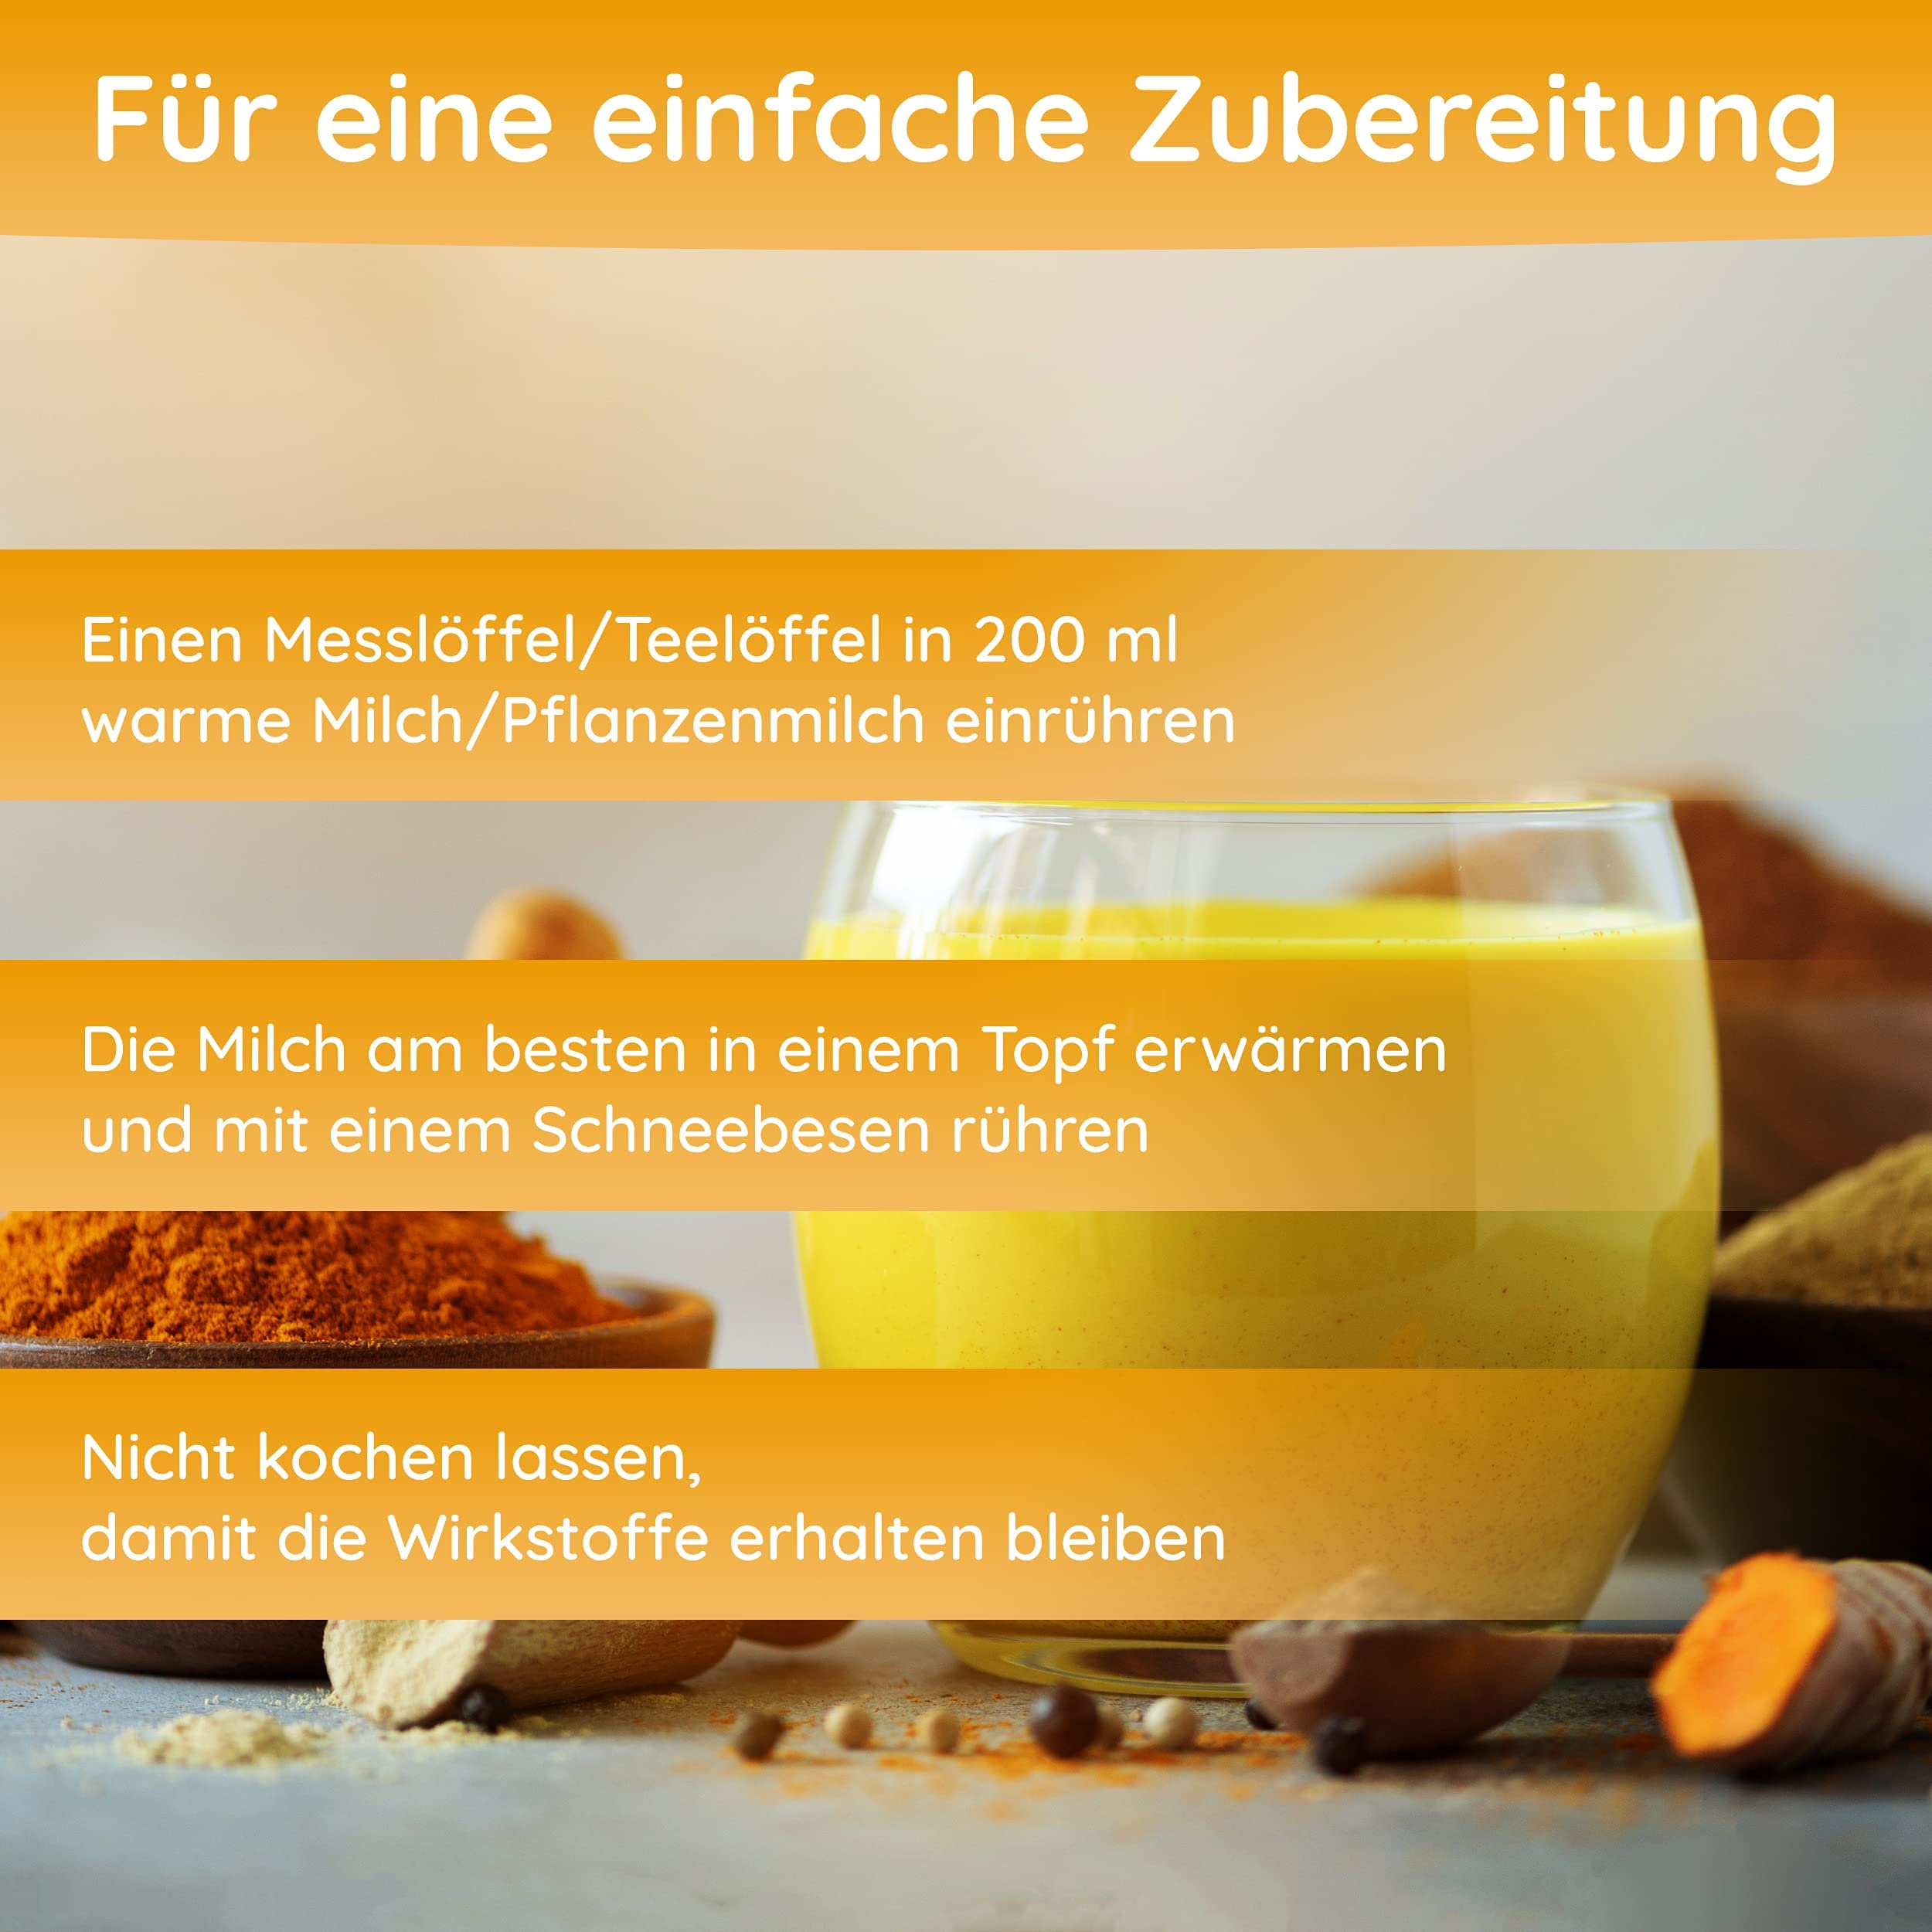 Für eine einfache Zubereitung
Einen Messlöffel/Teelöffel in 200 ml
warme Milch/Pflanzenmilch einrühren
Die Milch am besten in einem Topf erwärmen
und mit einem Schneebesen rühren
Nicht kochen lassen,
damit die Wirkstoffe erhalten bleiben